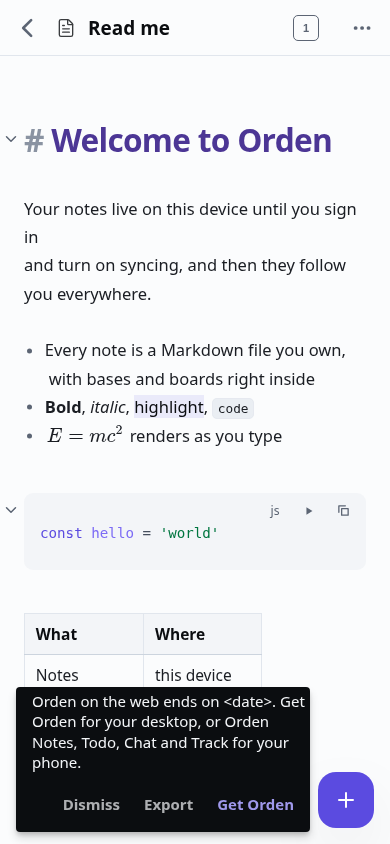 Read me
1
# Welcome to Orden
Your notes live on this device until you sign
in
and turn on syncing, and then they follow
you everywhere.
• Every note is a Markdown file you own,
with bases and boards right inside
• Bold, italic, highlight, code
• E = mc² renders as you type
js
const hello = 'world'
What Where
Notes this device
Orden on the web ends on <date>. Get
Orden for your desktop, or Orden
Notes, Todo, Chat and Track for your
phone.
Dismiss Export Get Orden